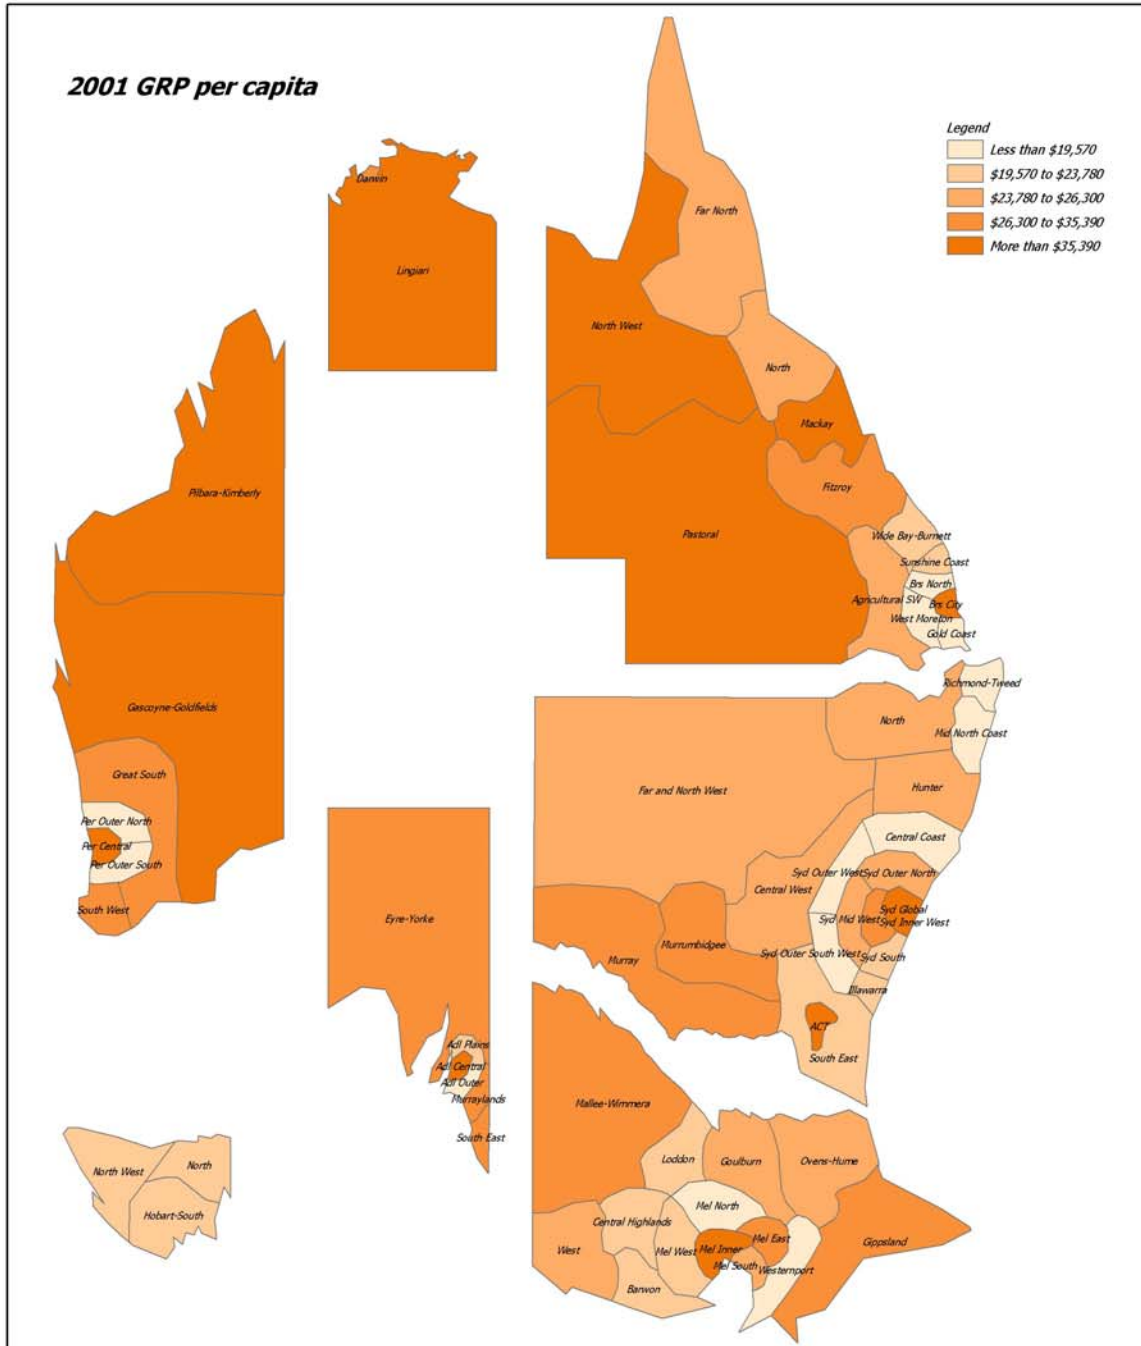 2001 GRP per capita
Legend
Less than $19,570
$19,570 to $23,780
$23,780 to $26,300
$26,300 to $35,390
More than $35,390
Darwin
Lingiari
Far North
North West
North
Mackay
Pilbara-Kimberly
Fitzroy
Pastoral
Wide Bay-Burnett
Sunshine Coast
Brs North
Agricultural SW
Brs City
West Moreton
Gold Coast
Richmond-Tweed
Gascoyne-Goldfields
North
Mid North Coast
Great South
Far and North West
Hunter
Per Outer North
Central Coast
Per Central
Per Outer South
Syd Outer West
Syd Outer North
Central West
South West
Syd Global
Eyre-Yorke
Syd Mid West
Syd Inner West
Murrumbidgee
Murray
Syd Outer South West
Syd South
Illawarra
ACT
Adl Plains
South East
Adl Central
Adl Outer
Murraylands
Mallee-Wimmera
South East
Loddon
Goulburn
Ovens-Hume
North West
North
Mel North
Hobart-South
Central Highlands
Mel East
Gippsland
West
Mel West
Mel Inner
Mel South
Westernport
Barwon